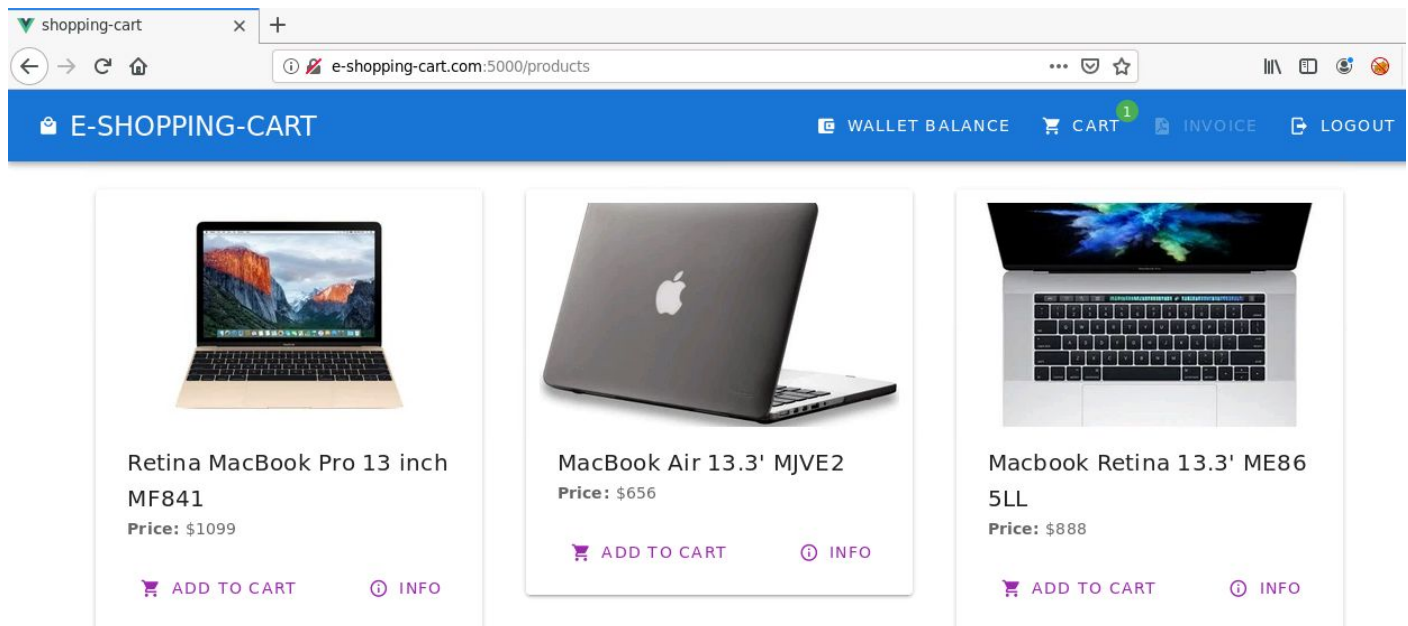 shopping-cart
e-shopping-cart.com:5000/products
E-SHOPPING-CART
WALLET BALANCE
CART
1
INVOICE
LOGOUT
Retina MacBook Pro 13 inch
MF841
Price: $1099
ADD TO CART
INFO
MacBook Air 13.3' MJVE2
Price: $656
ADD TO CART
INFO
Macbook Retina 13.3' ME86
5LL
Price: $888
ADD TO CART
INFO